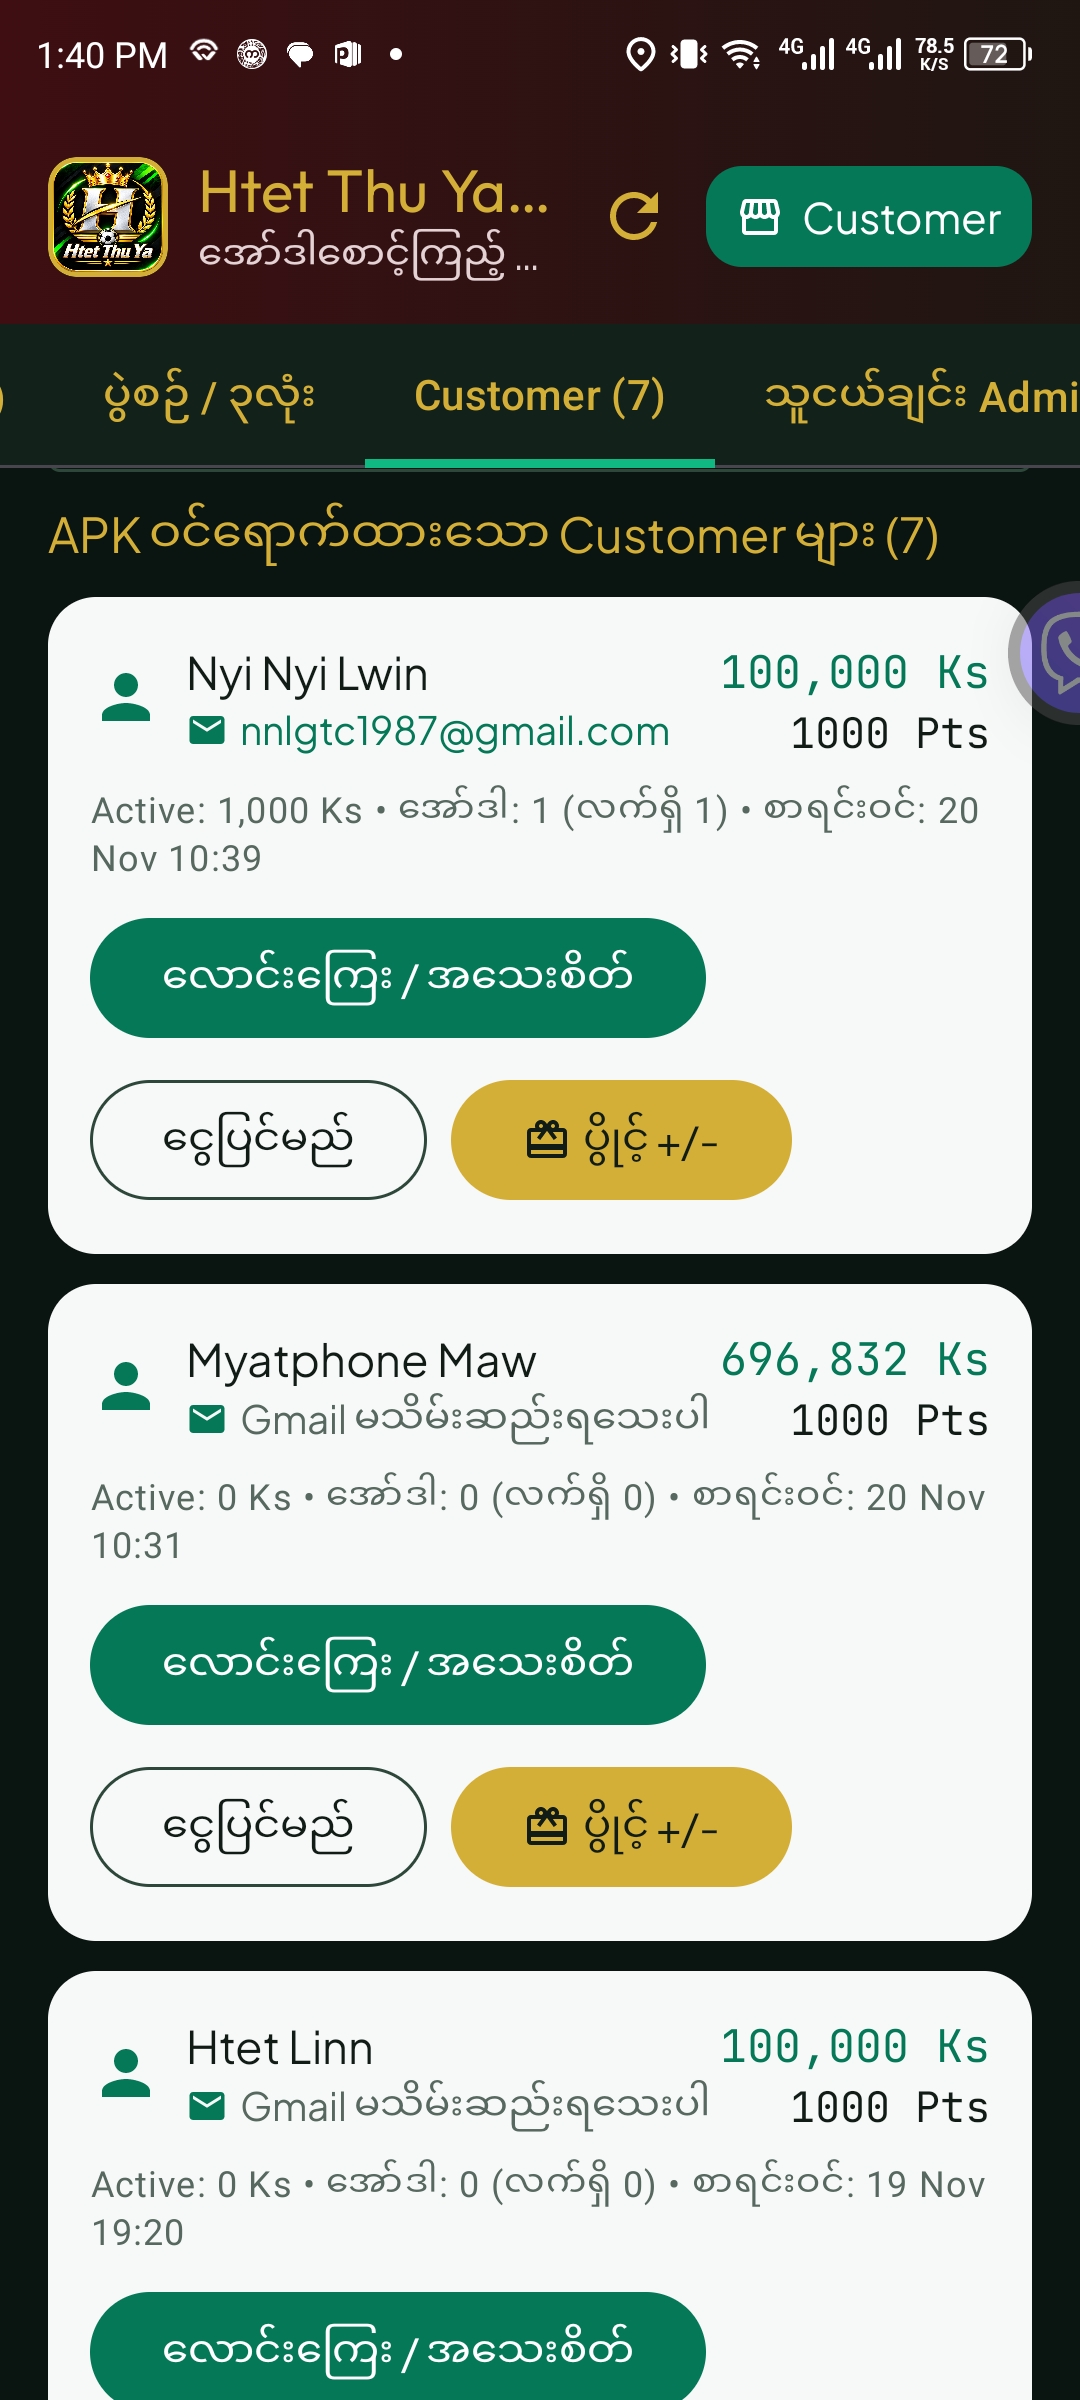 1:40 PM
4G 4G 78.5 K/S 72
Htet Thu Ya...
အော်ဒါစောင့်ကြည့် ...
Customer
Htet Thu Ya
ပွဲစဉ် / ၃လုံး
Customer (7)
သူငယ်ချင်း Admi
APK ဝင်ရောက်ထားသော Customer များ (7)
Nyi Nyi Lwin
100,000 Ks
nnlgtc1987@gmail.com
1000 Pts
Active: 1,000 Ks • အော်ဒါ: 1 (လက်ရှိ 1) • စာရင်းဝင်: 20
Nov 10:39
လောင်းကြေး / အသေးစိတ်
ငွေပြင်မည်
ပွိုင့် +/-
Myatphone Maw
696,832 Ks
Gmail မသိမ်းဆည်းရသေးပါ
1000 Pts
Active: 0 Ks • အော်ဒါ: 0 (လက်ရှိ 0) • စာရင်းဝင်: 20 Nov
10:31
လောင်းကြေး / အသေးစိတ်
ငွေပြင်မည်
ပွိုင့် +/-
Htet Linn
100,000 Ks
Gmail မသိမ်းဆည်းရသေးပါ
1000 Pts
Active: 0 Ks • အော်ဒါ: 0 (လက်ရှိ 0) • စာရင်းဝင်: 19 Nov
19:20
လောင်းကြေး / အသေးစိတ်